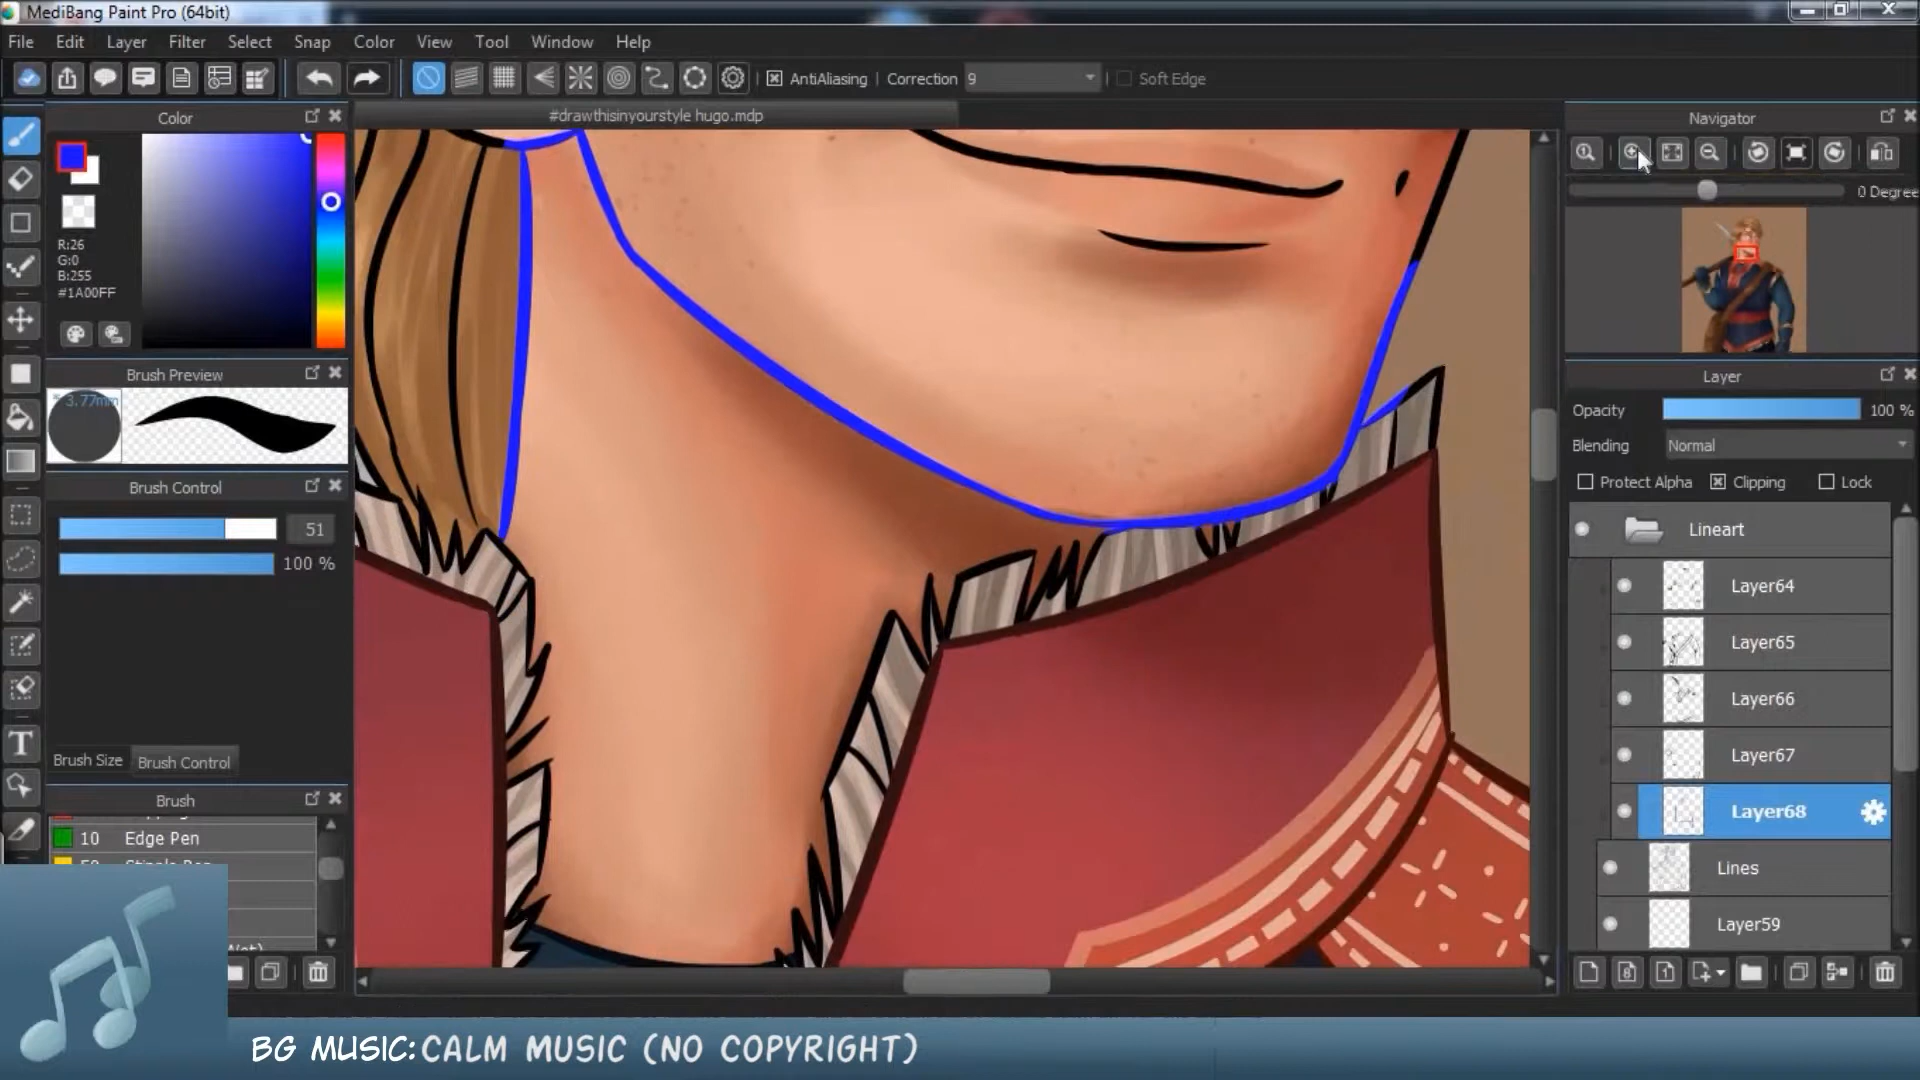 MediBang Paint Pro (64bit)
File Edit Layer Filter Select Snap Color View Tool Window Help
AntiAliasing | Correction 9 Soft Edge
Color
#drawthisinyourstyle hugo.mdp
Navigator
0 Degree
R:26
G:0
B:255
#1A00FF
Brush Preview
3.77mm
Layer
Opacity 100 %
Blending Normal
Protect Alpha Clipping Lock
Brush Control
51
100 %
Lineart
Layer64
Layer65
Layer66
Layer67
Layer68
Lines
Layer59
Brush Size Brush Control
Brush
10 Edge Pen
BG MUSIC: CALM MUSIC (NO COPYRIGHT)